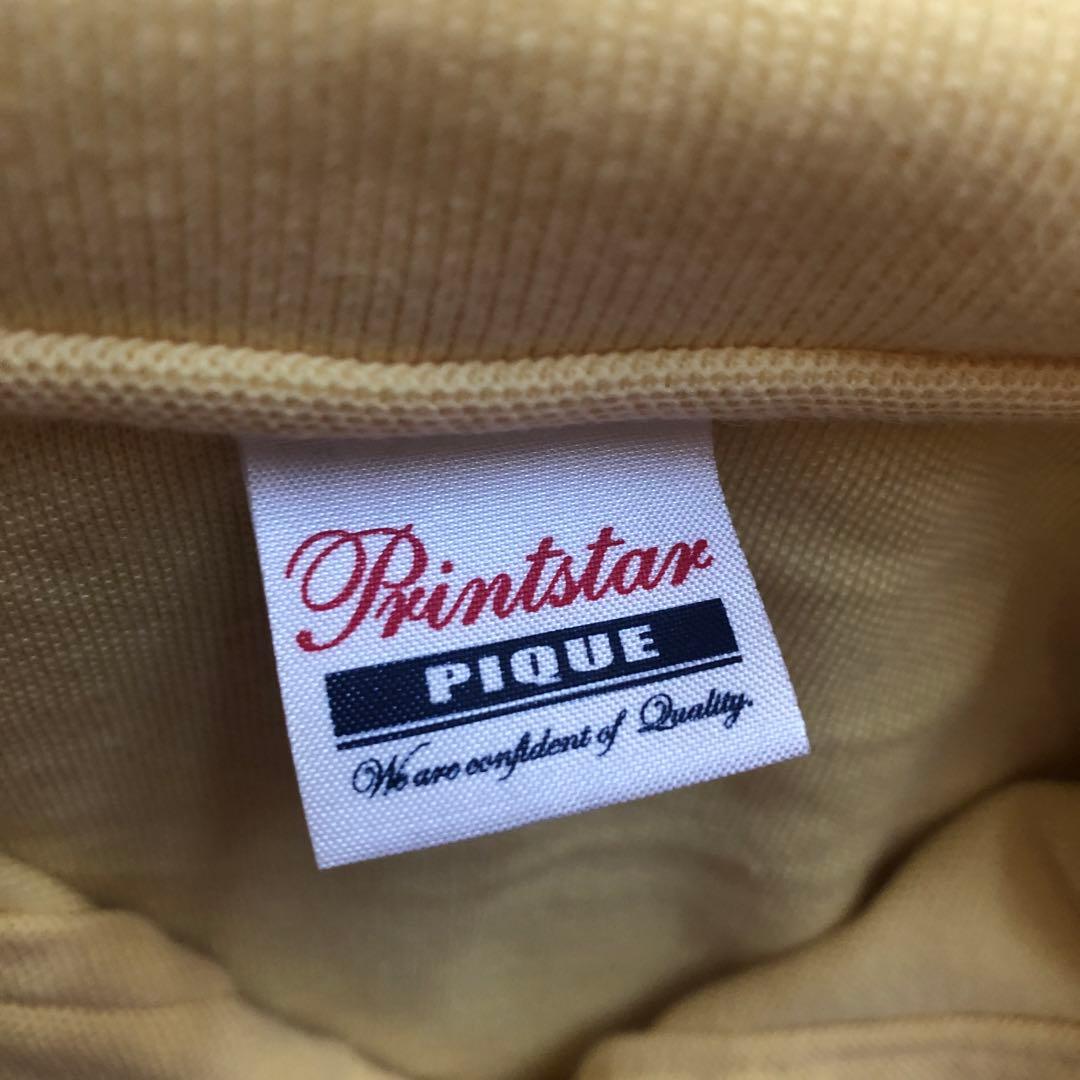 Printstar
PIQUE
We are confident of Quality.